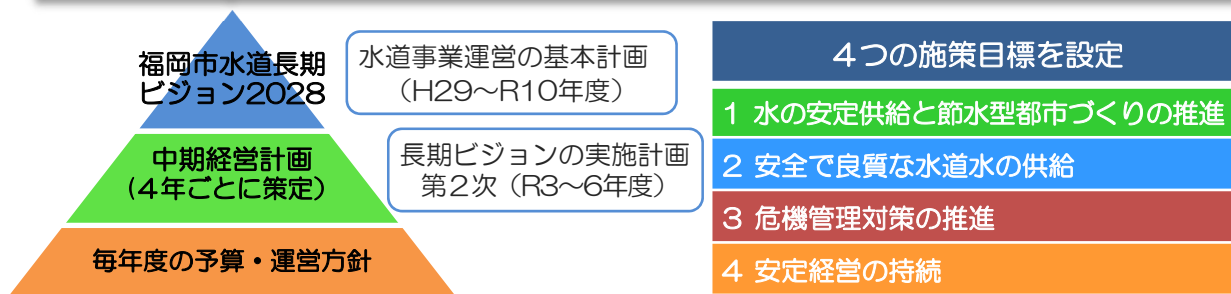 福岡市水道長期
ビジョン2028
水道事業運営の基本計画
（H29～R10年度）
中期経営計画
（４年ごとに策定）
長期ビジョンの実施計画
第２次（R3～6年度）
毎年度の予算・運営方針
４つの施策目標を設定
１ 水の安定供給と節水型都市づくりの推進
２ 安全で良質な水道水の供給
３ 危機管理対策の推進
４ 安定経営の持続